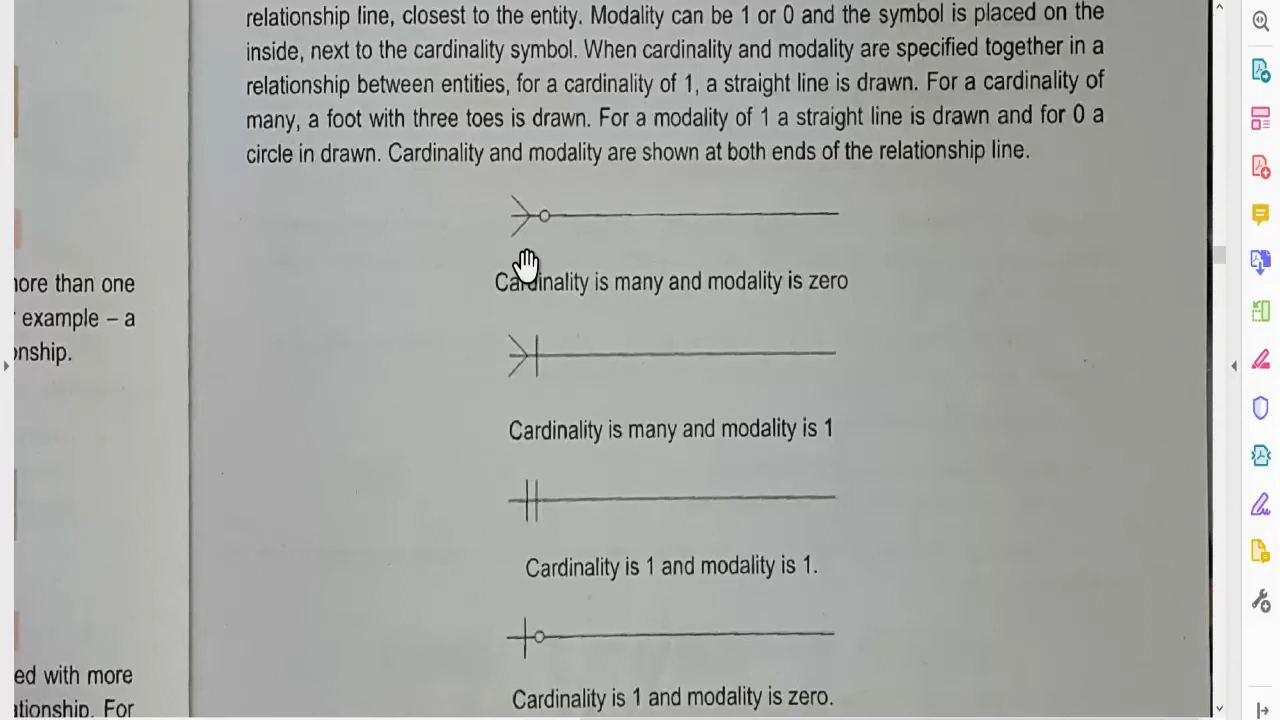 relationship line, closest to the entity. Modality can be 1 or 0 and the symbol is placed on the
inside, next to the cardinality symbol. When cardinality and modality are specified together in a
relationship between entities, for a cardinality of 1, a straight line is drawn. For a cardinality of
many, a foot with three toes is drawn. For a modality of 1 a straight line is drawn and for 0 a
circle in drawn. Cardinality and modality are shown at both ends of the relationship line.
Cardinality is many and modality is zero
Cardinality is many and modality is 1
Cardinality is 1 and modality is 1.
Cardinality is 1 and modality is zero.
more than one
example – a
onship.
ed with more
ationship. For